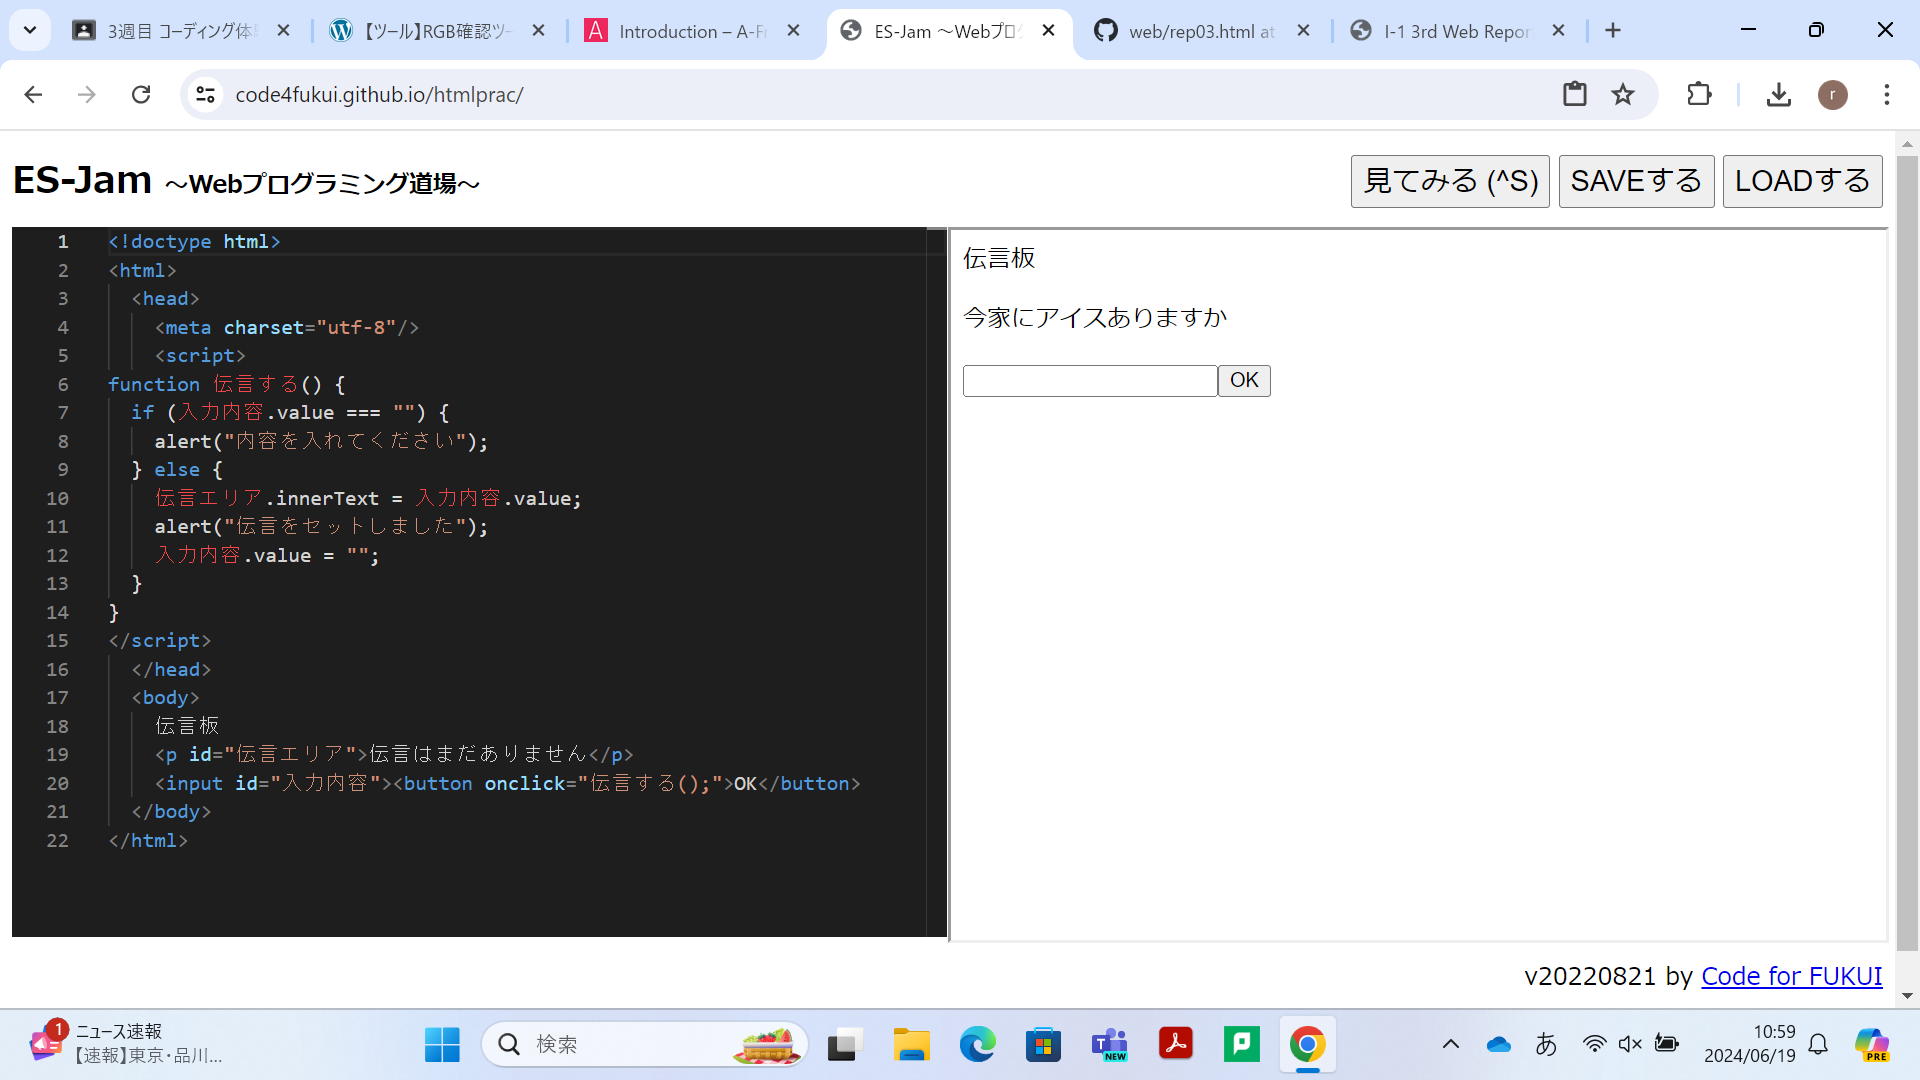 3週目 コーディング体
【ツール】RGB確認ツー
Introduction – A-Fr
ES-Jam ～Webプログ
web/rep03.html at
I-1 3rd Web Repor
code4fukui.github.io/htmlprac/
r
ES-Jam ～Webプログラミング道場～
見てみる (^S)
SAVEする
LOADする
1 <!doctype html>
2 <html>
3 <head>
4 <meta charset="utf-8"/>
5 <script>
6 function 伝言する() {
7 if (入力内容.value === "") {
8 alert("内容を入れてください");
9 } else {
10 伝言エリア.innerText = 入力内容.value;
11 alert("伝言をセットしました");
12 入力内容.value = "";
13 }
14 }
15 </script>
16 </head>
17 <body>
18 伝言板
19 <p id="伝言エリア">伝言はまだありません</p>
20 <input id="入力内容"><button onclick="伝言する();">OK</button>
21 </body>
22 </html>
伝言板
今家にアイスありますか
OK
v20220821 by Code for FUKUI
1
ニュース速報
【速報】東京・品川...
検索
NEW
あ
10:59
2024/06/19
PRE